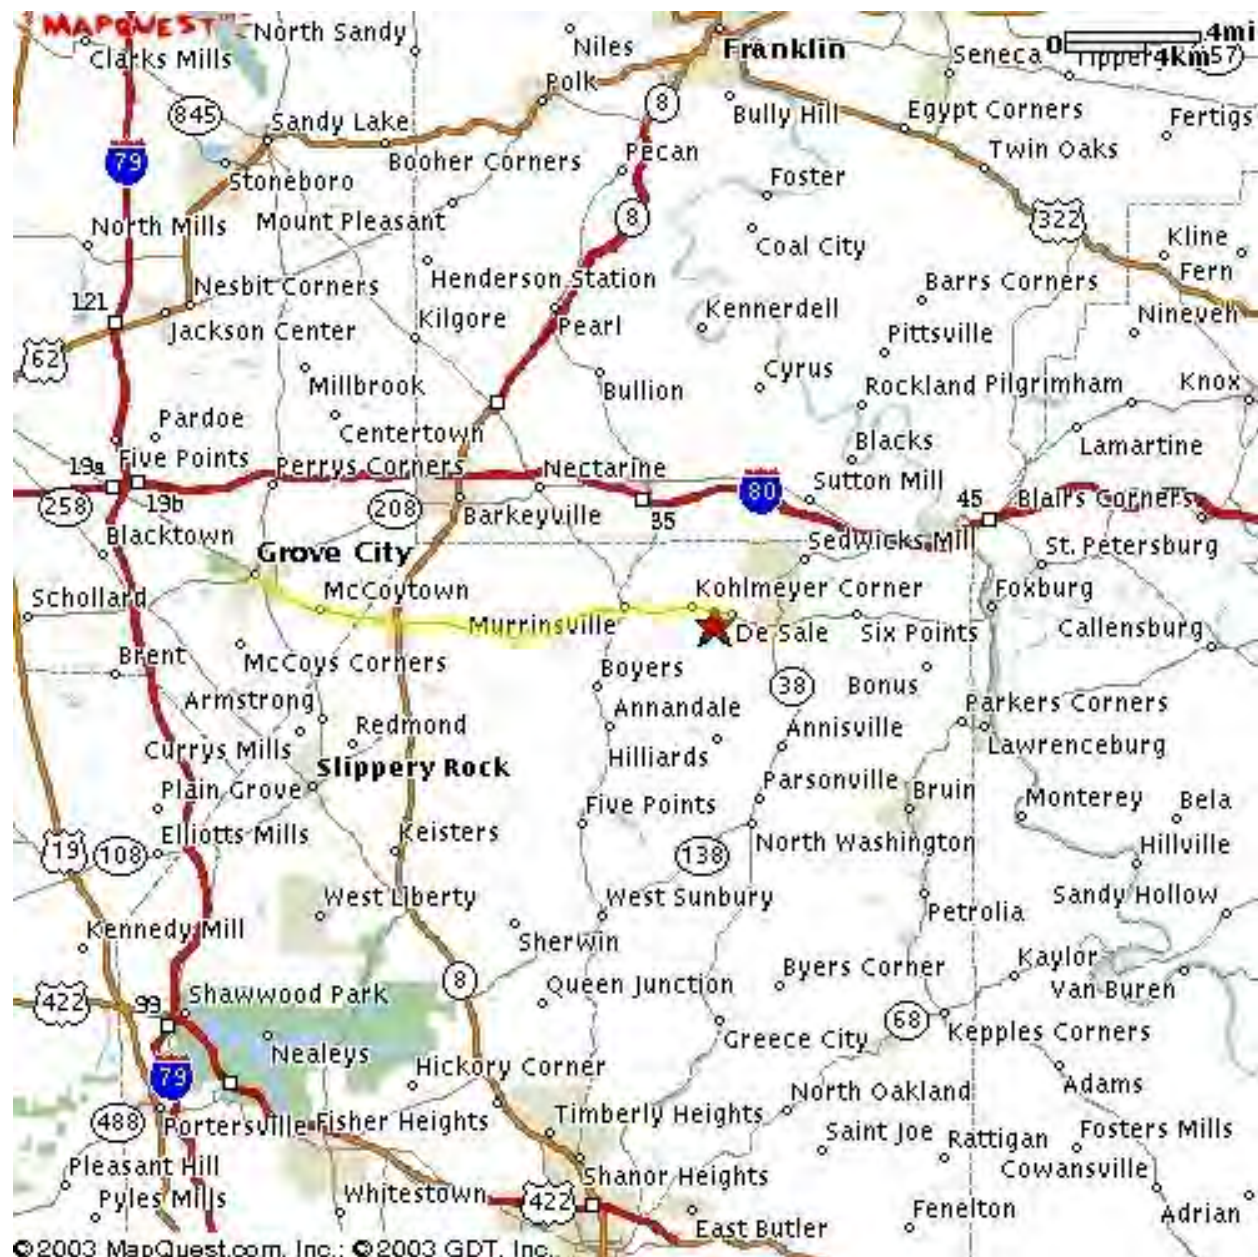 MAPQUEST
North Sandy
Niles
Franklin
0 4mi
4km
Clarks Mills
Polk
Seneca
57
845
8
Sandy Lake
Bully Hill
Egypt Corners
Fertigs
79
Booher Corners
Pecan
Twin Oaks
Stoneboro
Foster
North Mills
Mount Pleasant
8
Coal City
322
Kline
Nesbit Corners
Henderson Station
Barrs Corners
Fern
121
Jackson Center
Kilgore
Pearl
Kennerdell
Pittsville
Nineveh
62
Millbrook
Bullion
Cyrus
Rockland
Pilgrimham
Knox
Pardoe
Centertown
Blacks
Lamartine
19a
Five Points
Perrys Corners
Nectarine
80
Sutton Mill
45
Blairs Corners
258
19b
208
Barkeyville
35
Blacktown
Grove City
Sedwicks Mill
St. Petersburg
Schollard
McCoytown
Kohlmeyer Corner
Foxburg
Murrinsville
De Sale
Six Points
Callensburg
Brent
McCoys Corners
Boyers
38
Bonus
Armstrong
Redmond
Annandale
Annisville
Parkers Corners
Currys Mills
Slippery Rock
Hilliards
Lawrenceburg
Plain Grove
Parsonville
Bruin
Monterey
Bela
19
108
Elliotts Mills
Keisters
Five Points
138
North Washington
Hillville
West Liberty
West Sunbury
Petrolia
Sandy Hollow
Kennedy Mill
Sherwin
8
Byers Corner
Kaylor
422
99
Shawwood Park
Queen Junction
Van Buren
Nealeys
Greece City
68
Kepples Corners
79
Hickory Corner
North Oakland
Adams
488
Portersville
Fisher Heights
Timberly Heights
Saint Joe
Rattigan
Fosters Mills
Pleasant Hill
Shanor Heights
Cowansville
Pyles Mills
Whitestown
422
East Butler
Fenelton
Adrian
©2003 MapQuest.com, Inc.; ©2003 GDT, Inc.